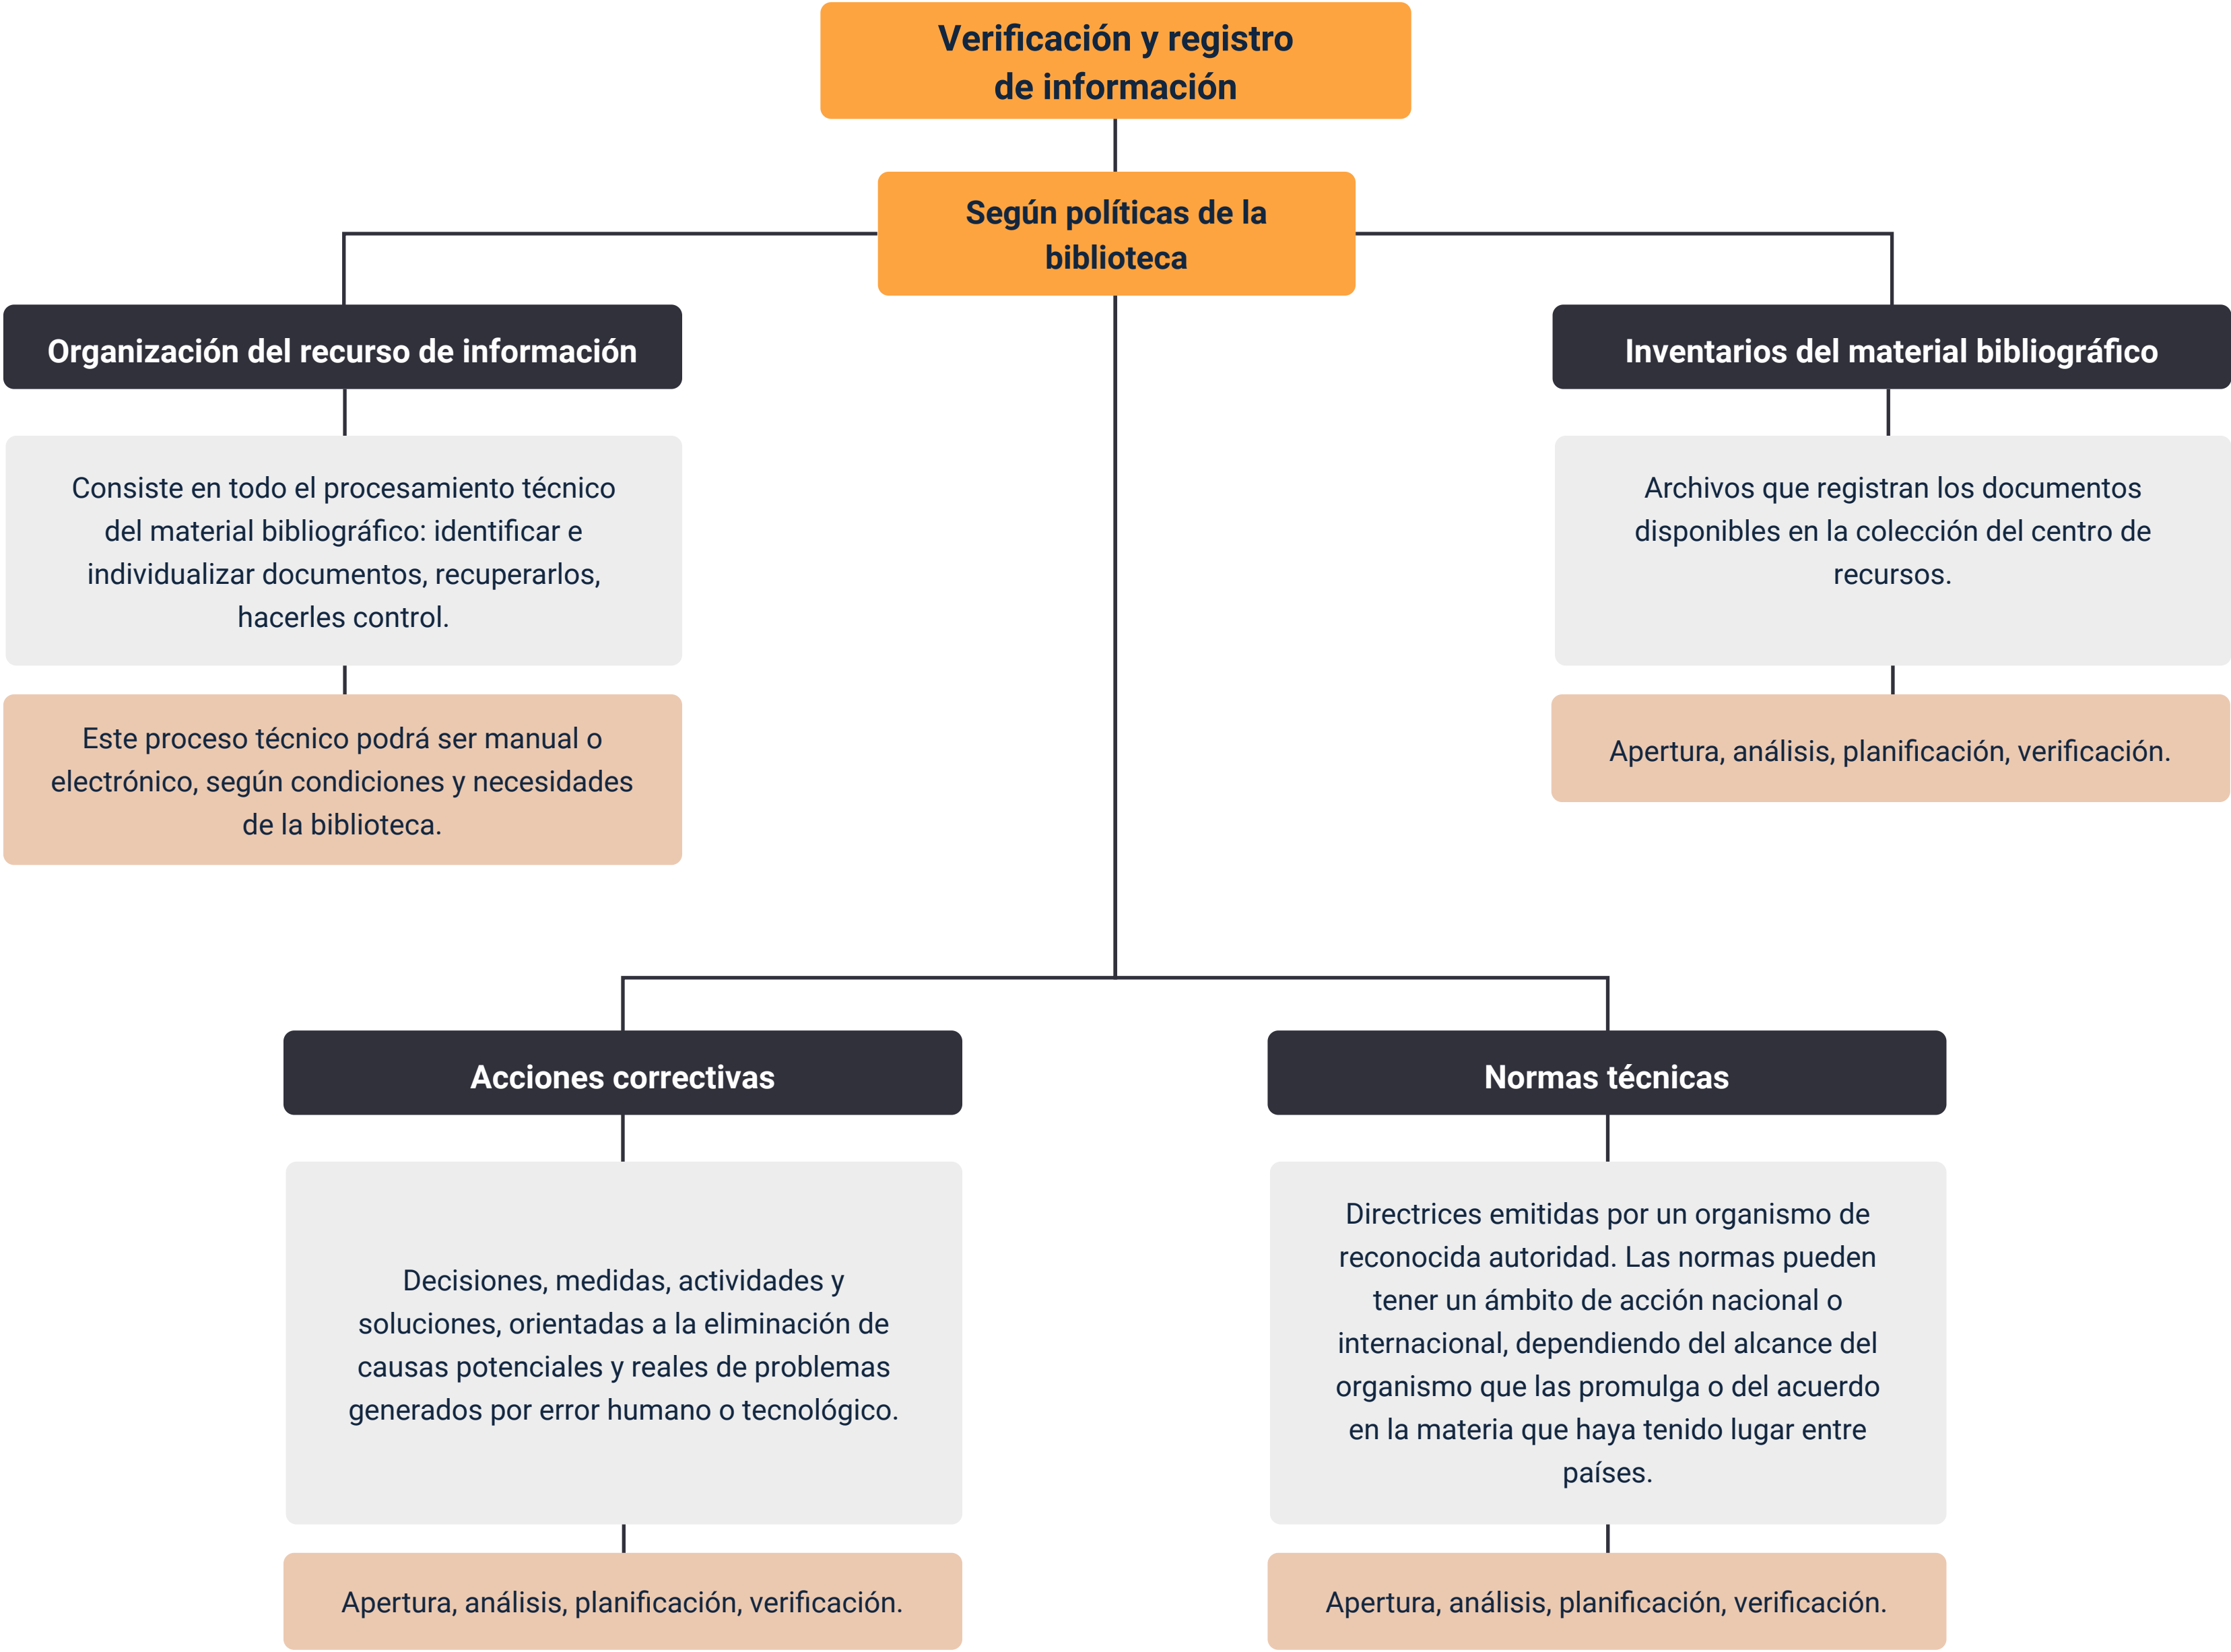 Verificación y registro
de información
Según políticas de la
biblioteca
Organización del recurso de información
Consiste en todo el procesamiento técnico
del material bibliográfico: identificar e
individualizar documentos, recuperarlos,
hacerles control.
Este proceso técnico podrá ser manual o
electrónico, según condiciones y necesidades
de la biblioteca.
Inventarios del material bibliográfico
Archivos que registran los documentos
disponibles en la colección del centro de
recursos.
Apertura, análisis, planificación, verificación.
Acciones correctivas
Decisiones, medidas, actividades y
soluciones, orientadas a la eliminación de
causas potenciales y reales de problemas
generados por error humano o tecnológico.
Apertura, análisis, planificación, verificación.
Normas técnicas
Directrices emitidas por un organismo de
reconocida autoridad. Las normas pueden
tener un ámbito de acción nacional o
internacional, dependiendo del alcance del
organismo que las promulga o del acuerdo
en la materia que haya tenido lugar entre
países.
Apertura, análisis, planificación, verificación.